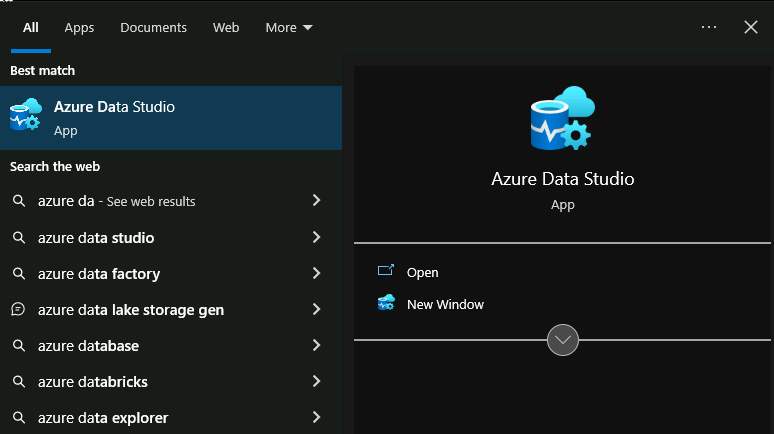 All Apps Documents Web More
Best match
Azure Data Studio
App
Search the web
azure da - See web results
azure data studio
azure data factory
azure data lake storage gen
azure database
azure databricks
azure data explorer
Azure Data Studio
App
Open
New Window